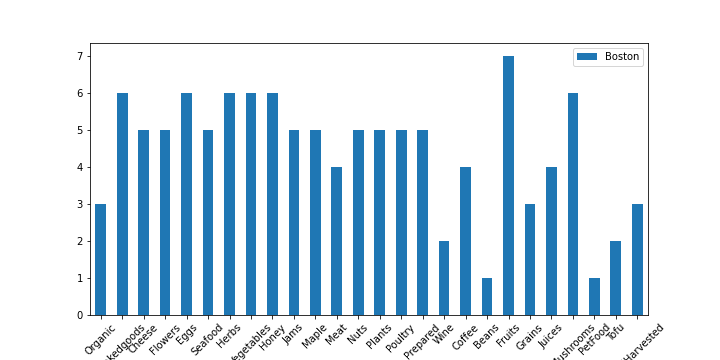 Boston
7
6
5
4
3
2
1
0
Organic
kedgoods
Cheese
Flowers
Eggs
Seafood
Herbs
egetables
Honey
Jams
Maple
Meat
Nuts
Plants
Poultry
Prepared
Wine
Coffee
Beans
Fruits
Grains
Juices
ushrooms
PetFood
Tofu
Harvested